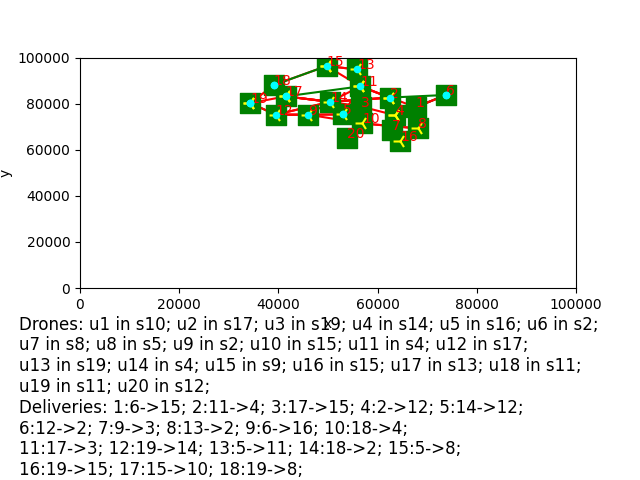 100000
80000
60000
40000
20000
0
y
0 20000 40000 60000 80000 100000
x
15
Drones: u1 in s10; u2 in s17; u3 in s19; u4 in s14; u5 in s16; u6 in s2;
u7 in s8; u8 in s5; u9 in s2; u10 in s15; u11 in s4; u12 in s17;
u13 in s19; u14 in s4; u15 in s9; u16 in s15; u17 in s13; u18 in s11;
u19 in s11; u20 in s12;
Deliveries: 1:6->15; 2:11->4; 3:17->15; 4:2->12; 5:14->12;
6:12->2; 7:9->3; 8:13->2; 9:6->16; 10:18->4;
11:17->3; 12:19->14; 13:5->11; 14:18->2; 15:5->8;
16:19->15; 17:15->10; 18:19->8;